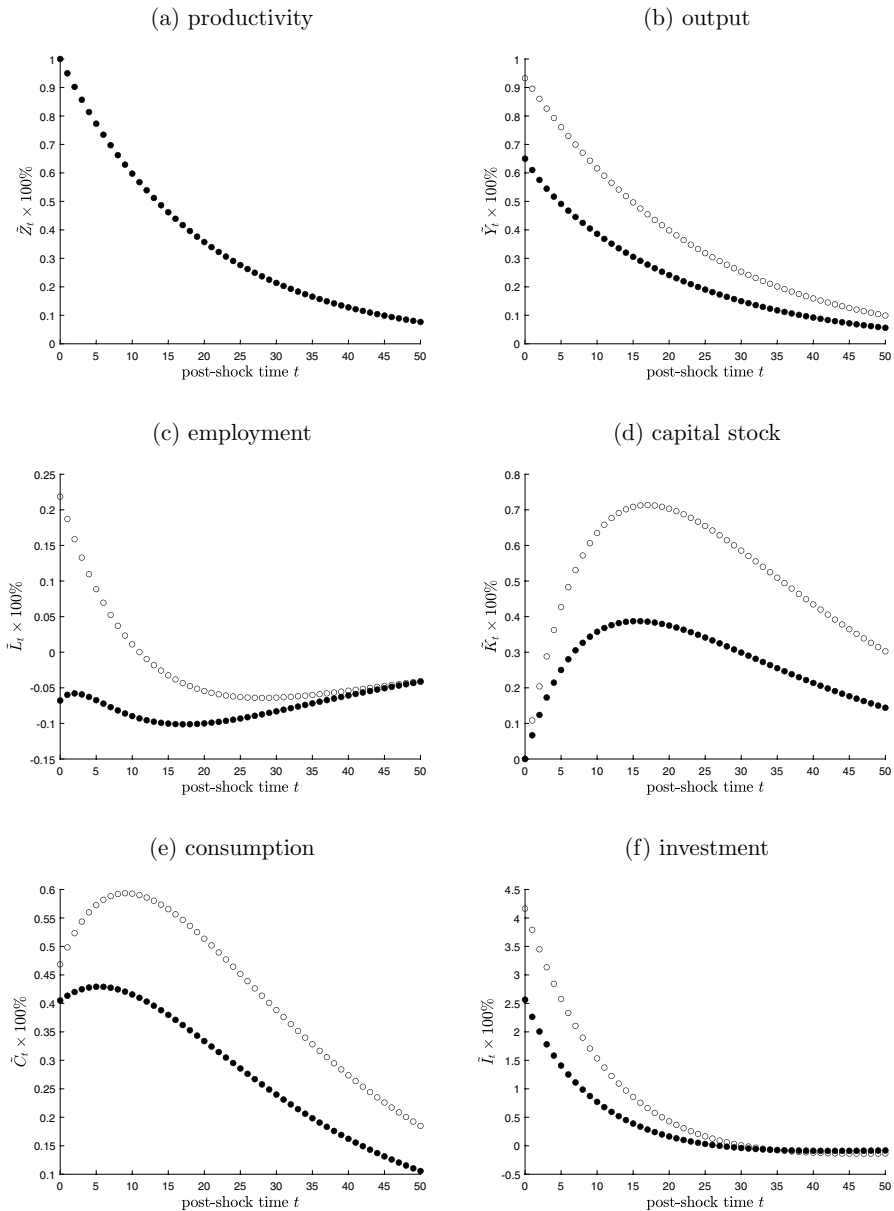 (a) productivity
1
0.9
0.8
0.7
0.6
0.5
0.4
0.3
0.2
0.1
0
Z̃ₜ × 100%
0 5 10 15 20 25 30 35 40 45 50
post-shock time t
(b) output
1
0.9
0.8
0.7
0.6
0.5
0.4
0.3
0.2
0.1
0
Ỹₜ × 100%
0 5 10 15 20 25 30 35 40 45 50
post-shock time t
(c) employment
0.25
0.2
0.15
0.1
0.05
0
-0.05
-0.1
-0.15
L̃ₜ × 100%
0 5 10 15 20 25 30 35 40 45 50
post-shock time t
(d) capital stock
0.8
0.7
0.6
0.5
0.4
0.3
0.2
0.1
0
K̃ₜ × 100%
0 5 10 15 20 25 30 35 40 45 50
post-shock time t
(e) consumption
0.6
0.55
0.5
0.45
0.4
0.35
0.3
0.25
0.2
0.15
0.1
C̃ₜ × 100%
0 5 10 15 20 25 30 35 40 45 50
post-shock time t
(f) investment
4.5
4
3.5
3
2.5
2
1.5
1
0.5
0
-0.5
Ĩₜ × 100%
0 5 10 15 20 25 30 35 40 45 50
post-shock time t